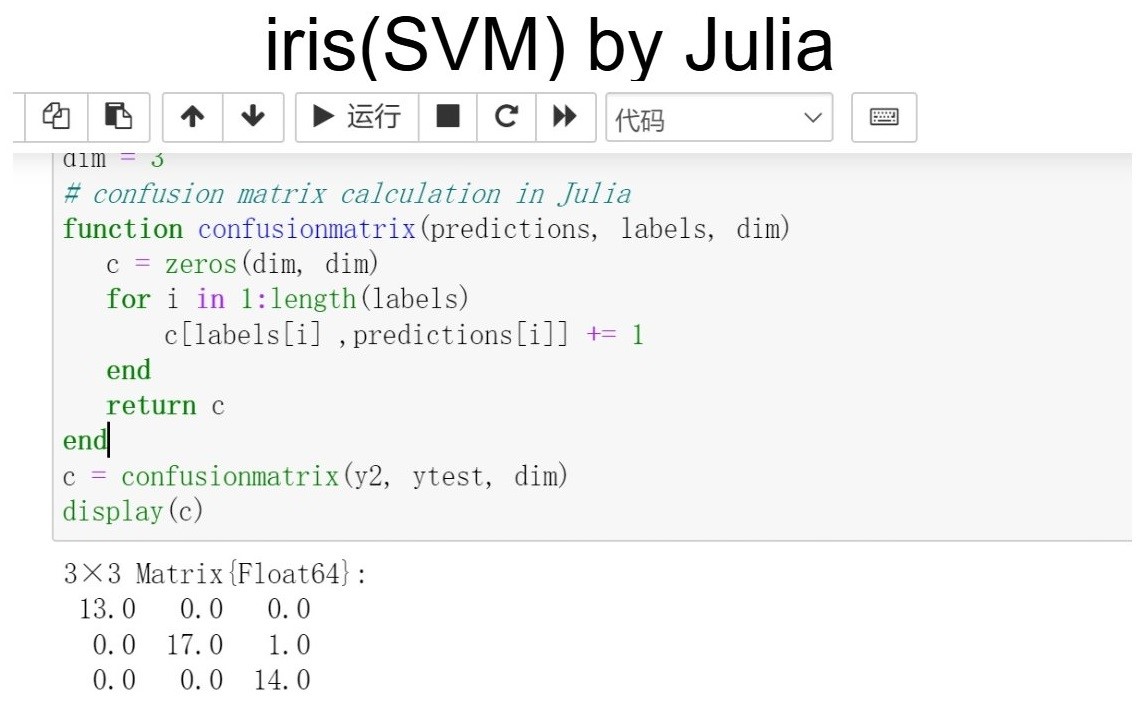 iris(SVM) by Julia
运行 代码
dim = 3
# confusion matrix calculation in Julia
function confusionmatrix(predictions, labels, dim)
   c = zeros(dim, dim)
   for i in 1:length(labels)
       c[labels[i] ,predictions[i]] += 1
   end
   return c
end
c = confusionmatrix(y2, ytest, dim)
display(c)
3×3 Matrix{Float64}:
 13.0   0.0   0.0
  0.0  17.0   1.0
  0.0   0.0  14.0